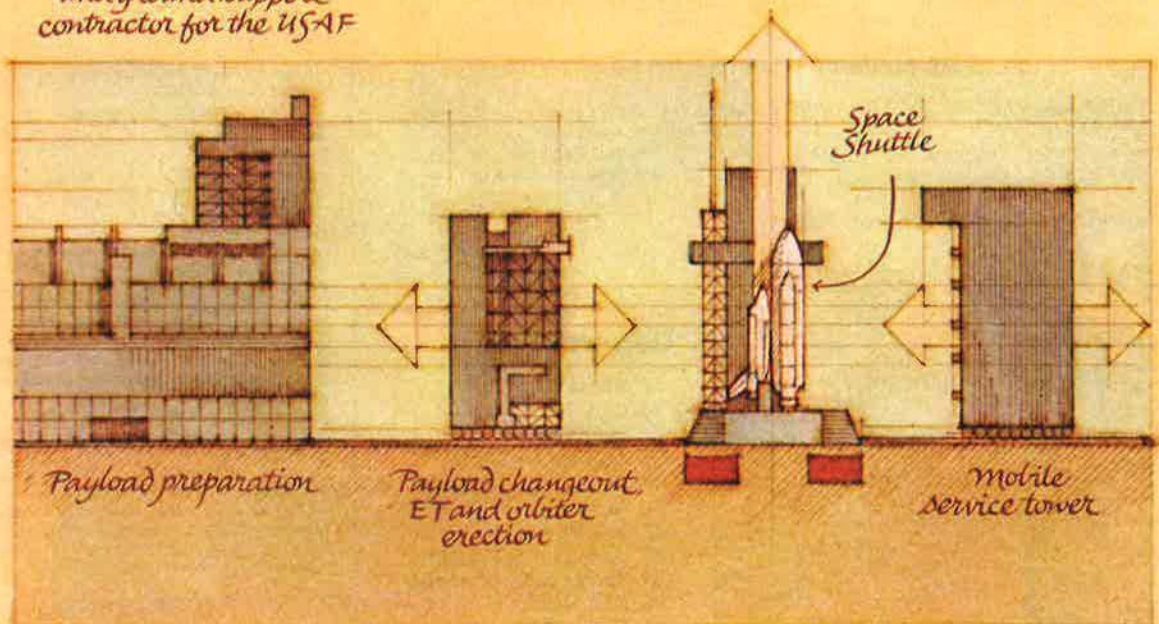 contractor for the USAF
Space
Shuttle
Payload preparation
Payload changeout,
ET and orbiter
erection
Mobile
service tower